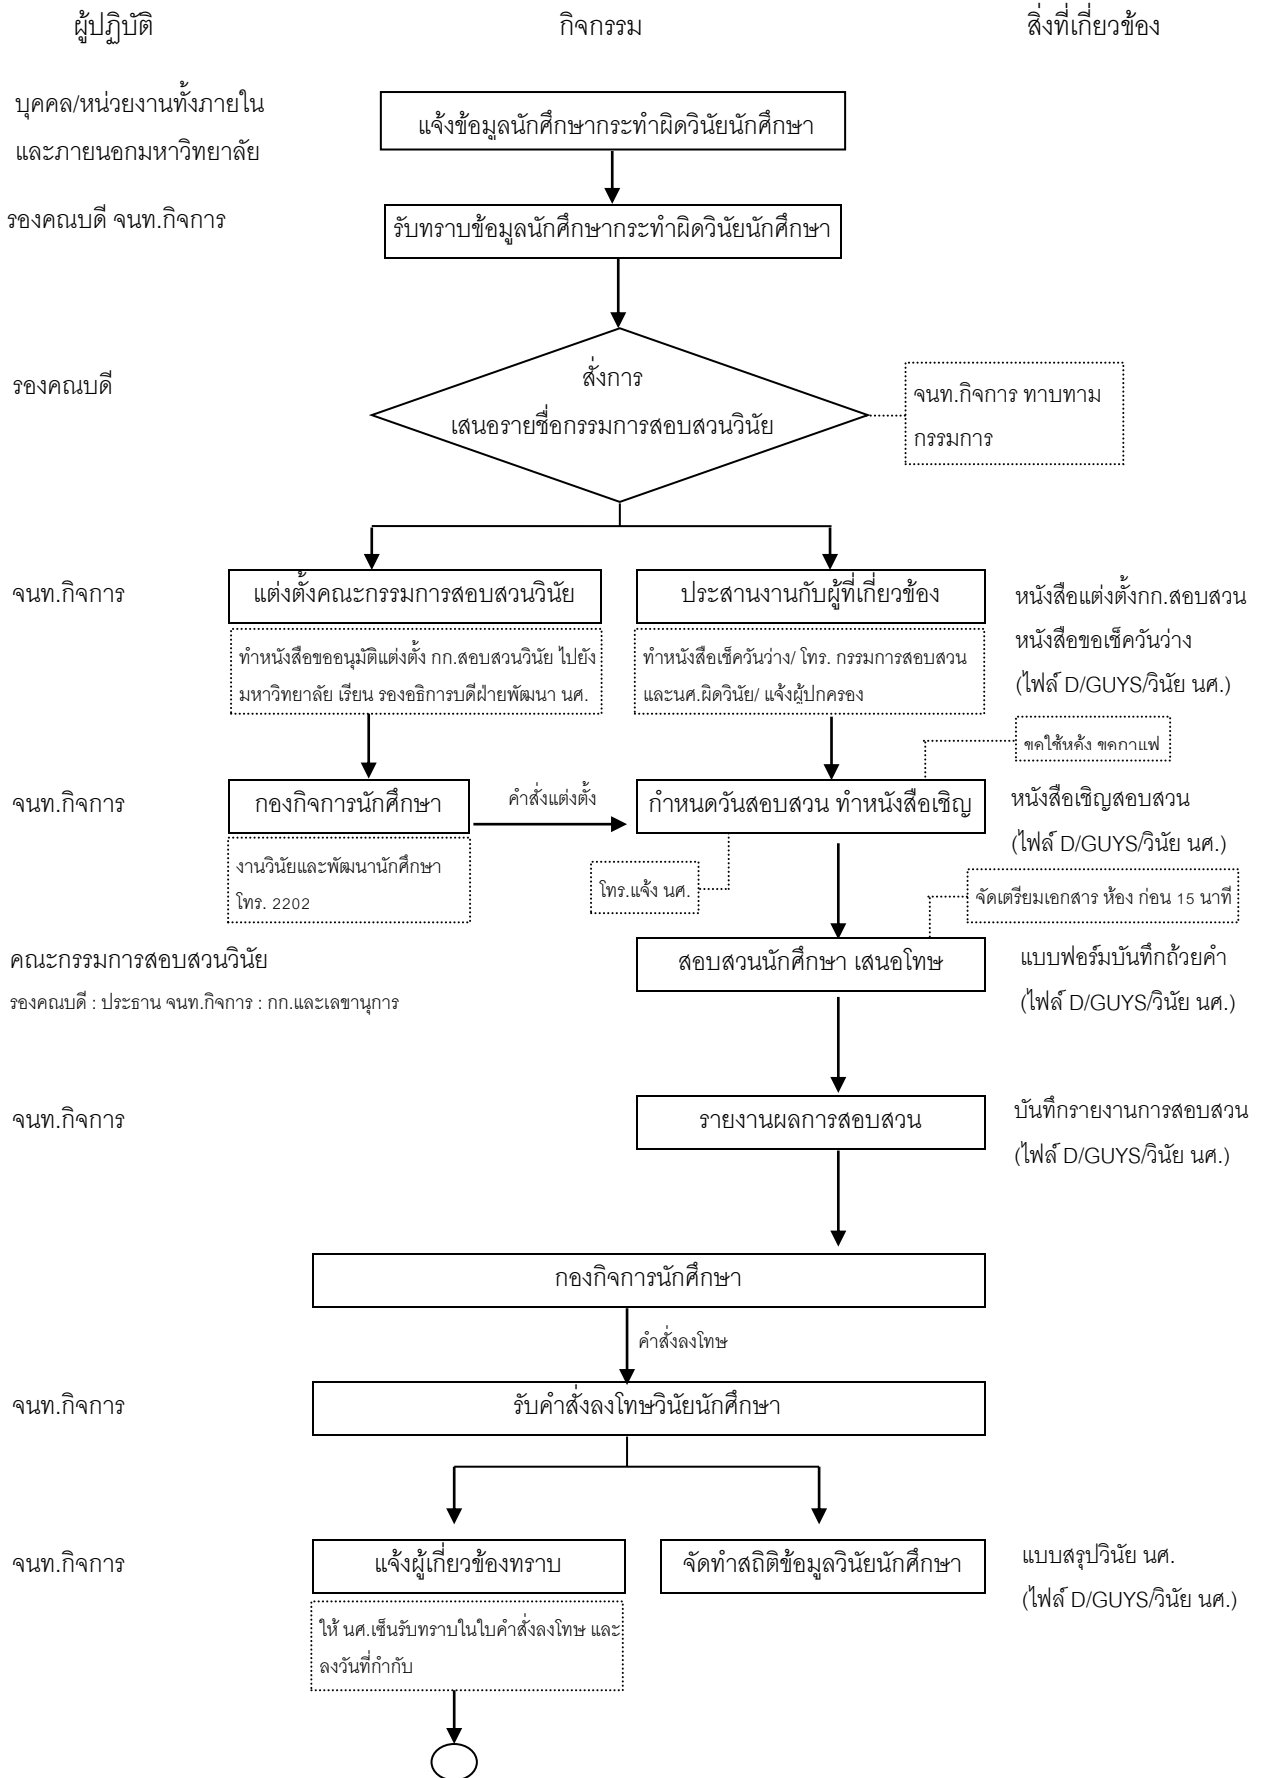 ผู้ปฏิบัติ
กิจกรรม
สิ่งที่เกี่ยวข้อง
บุคคล/หน่วยงานทั้งภายใน
และภายนอกมหาวิทยาลัย
แจ้งข้อมูลนักศึกษากระทำผิดวินัยนักศึกษา
รองคณบดี จนท.กิจการ
รับทราบข้อมูลนักศึกษากระทำผิดวินัยนักศึกษา
รองคณบดี
สั่งการ
เสนอรายชื่อกรรมการสอบสวนวินัย
จนท.กิจการ ทาบทาม
กรรมการ
จนท.กิจการ
แต่งตั้งคณะกรรมการสอบสวนวินัย
ประสานงานกับผู้ที่เกี่ยวข้อง
หนังสือแต่งตั้งกก.สอบสวน
หนังสือขอเช็ควันว่าง
(ไฟล์ D/GUYS/วินัย นศ.)
ทำหนังสือขออนุมัติแต่งตั้ง กก.สอบสวนวินัย ไปยัง
มหาวิทยาลัย เรียน รองอธิการบดีฝ่ายพัฒนา นศ.
ทำหนังสือเช็ควันว่าง/ โทร. กรรมการสอบสวน
และนศ.ผิดวินัย/ แจ้งผู้ปกครอง
ขอใช้ห้อง ขอกาแฟ
จนท.กิจการ
กองกิจการนักศึกษา
คำสั่งแต่งตั้ง
กำหนดวันสอบสวน ทำหนังสือเชิญ
หนังสือเชิญสอบสวน
(ไฟล์ D/GUYS/วินัย นศ.)
งานวินัยและพัฒนานักศึกษา
โทร. 2202
โทร.แจ้ง นศ.
จัดเตรียมเอกสาร ห้อง ก่อน 15 นาที
คณะกรรมการสอบสวนวินัย
รองคณบดี : ประธาน จนท.กิจการ : กก.และเลขานุการ
สอบสวนนักศึกษา เสนอโทษ
แบบฟอร์มบันทึกถ้วยคำ
(ไฟล์ D/GUYS/วินัย นศ.)
จนท.กิจการ
รายงานผลการสอบสวน
บันทึกรายงานการสอบสวน
(ไฟล์ D/GUYS/วินัย นศ.)
กองกิจการนักศึกษา
คำสั่งลงโทษ
จนท.กิจการ
รับคำสั่งลงโทษวินัยนักศึกษา
จนท.กิจการ
แจ้งผู้เกี่ยวข้องทราบ
จัดทำสถิติข้อมูลวินัยนักศึกษา
แบบสรุปวินัย นศ.
(ไฟล์ D/GUYS/วินัย นศ.)
ให้ นศ.เซ็นรับทราบในใบคำสั่งลงโทษ และ
ลงวันที่กำกับ